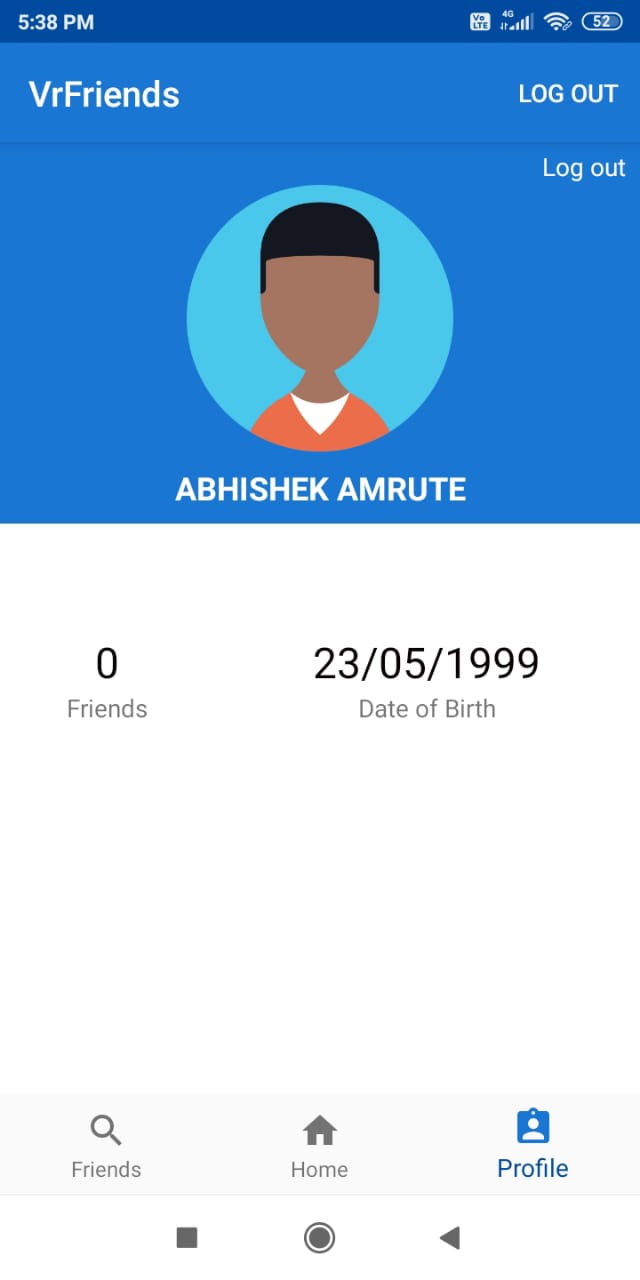 5:38 PM Vo LTE 4G 52
VrFriends LOG OUT
Log out
ABHISHEK AMRUTE
0 23/05/1999
Friends Date of Birth
Friends Home Profile